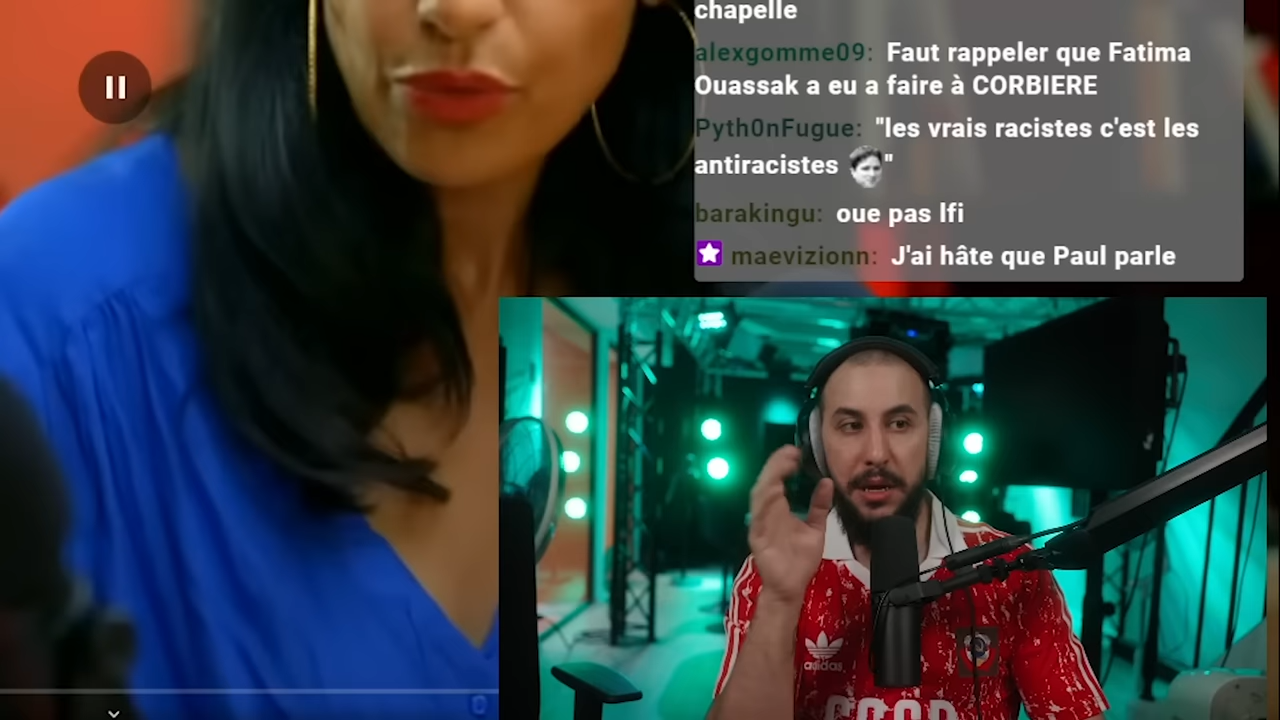 chapelle
alexgomme09: Faut rappeler que Fatima
Ouassak a eu a faire à CORBIERE
Pyth0nFugue: "les vrais racistes c'est les
antiracistes "
barakingu: oue pas lfi
maevizionn: J'ai hâte que Paul parle
adidas
CCCP